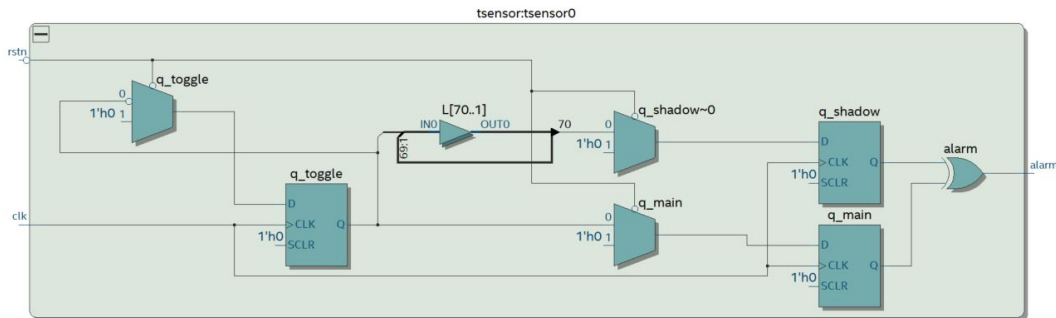 tsensor:tsensor0
rstn
q_toggle
0
1'h0 1
L[70..1]
IN0 OUT0
69:1
70
q_shadow~0
0
1'h0 1
q_shadow
D
CLK Q
1'h0 SCLR
alarm
alarm
q_toggle
D
CLK Q
1'h0 SCLR
clk
q_main
0
1'h0 1
q_main
D
CLK Q
1'h0 SCLR